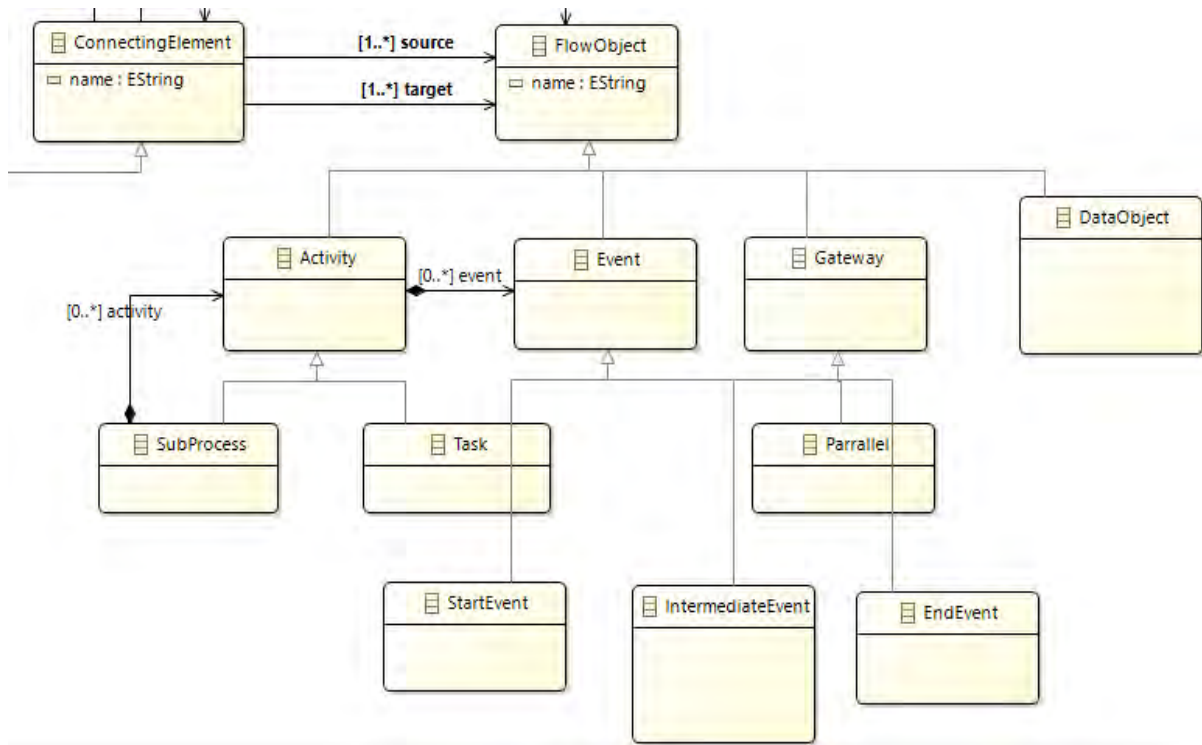 ConnectingElement
name : EString
[1..*] source
[1..*] target
FlowObject
name : EString
DataObject
Activity
[0..*] event
Event
Gateway
[0..*] activity
SubProcess
Task
Parrallel
StartEvent
IntermediateEvent
EndEvent